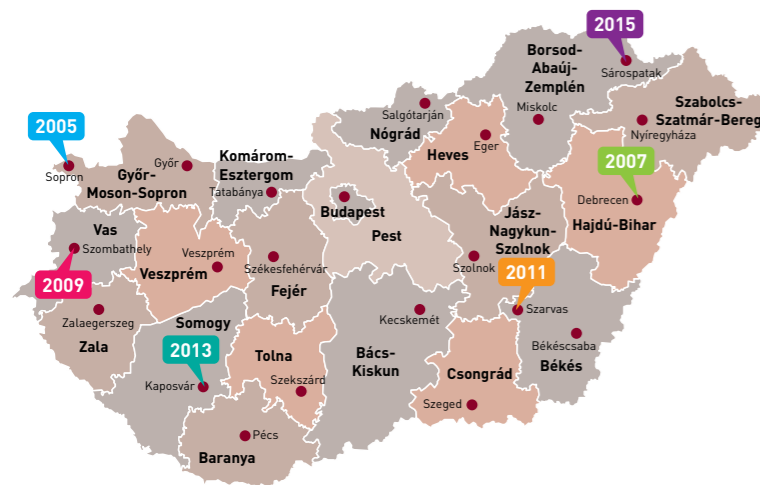 2015
Borsod-
Abaúj-
Zemplén
Sárospatak
Salgótarján
Miskolc
Szabolcs-
Szatmár-Bereg
Nógrád
Nyíregyháza
2005
Sopron
Győr
Győr-
Moson-Sopron
Komárom-
Esztergom
Tatabánya
Heves
Eger
2007
Debrecen
Hajdú-Bihar
Budapest
Pest
Jász-
Nagykun-
Szolnok
Szolnok
Vas
Szombathely
2009
Veszprém
Veszprém
Székesfehérvár
Fejér
2011
Szarvas
Zalaegerszeg
Zala
Somogy
2013
Kaposvár
Tolna
Szekszárd
Kecskemét
Bács-
Kiskun
Békéscsaba
Békés
Csongrád
Szeged
Pécs
Baranya